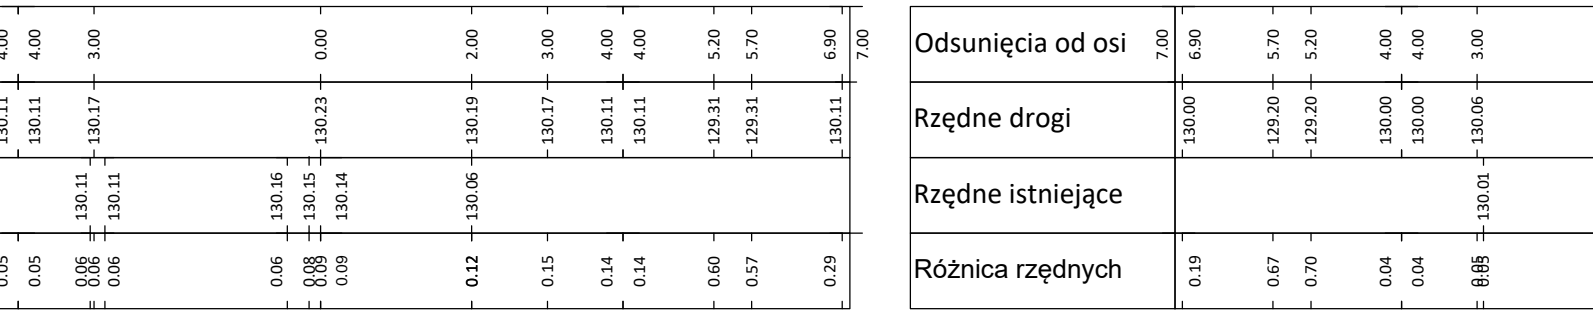 4.00 4.00 3.00 0.00 2.00 3.00 4.00 4.00 5.20 5.70 6.90 7.00
130.11 130.11 130.17 130.23 130.19 130.17 130.11 130.11 129.31 129.31 130.11
130.11 130.11 130.16 130.15 130.14 130.06
0.05 0.05 0.06 0.06 0.06 0.06 0.08 0.09 0.09 0.12 0.15 0.14 0.14 0.60 0.57 0.29
Odsunięcia od osi 7.00 6.90 5.70 5.20 4.00 4.00 3.00
Rzędne drogi 130.00 129.20 129.20 130.00 130.00 130.06
Rzędne istniejące 130.01
Różnica rzędnych 0.19 0.67 0.70 0.04 0.04 0.05 0.05